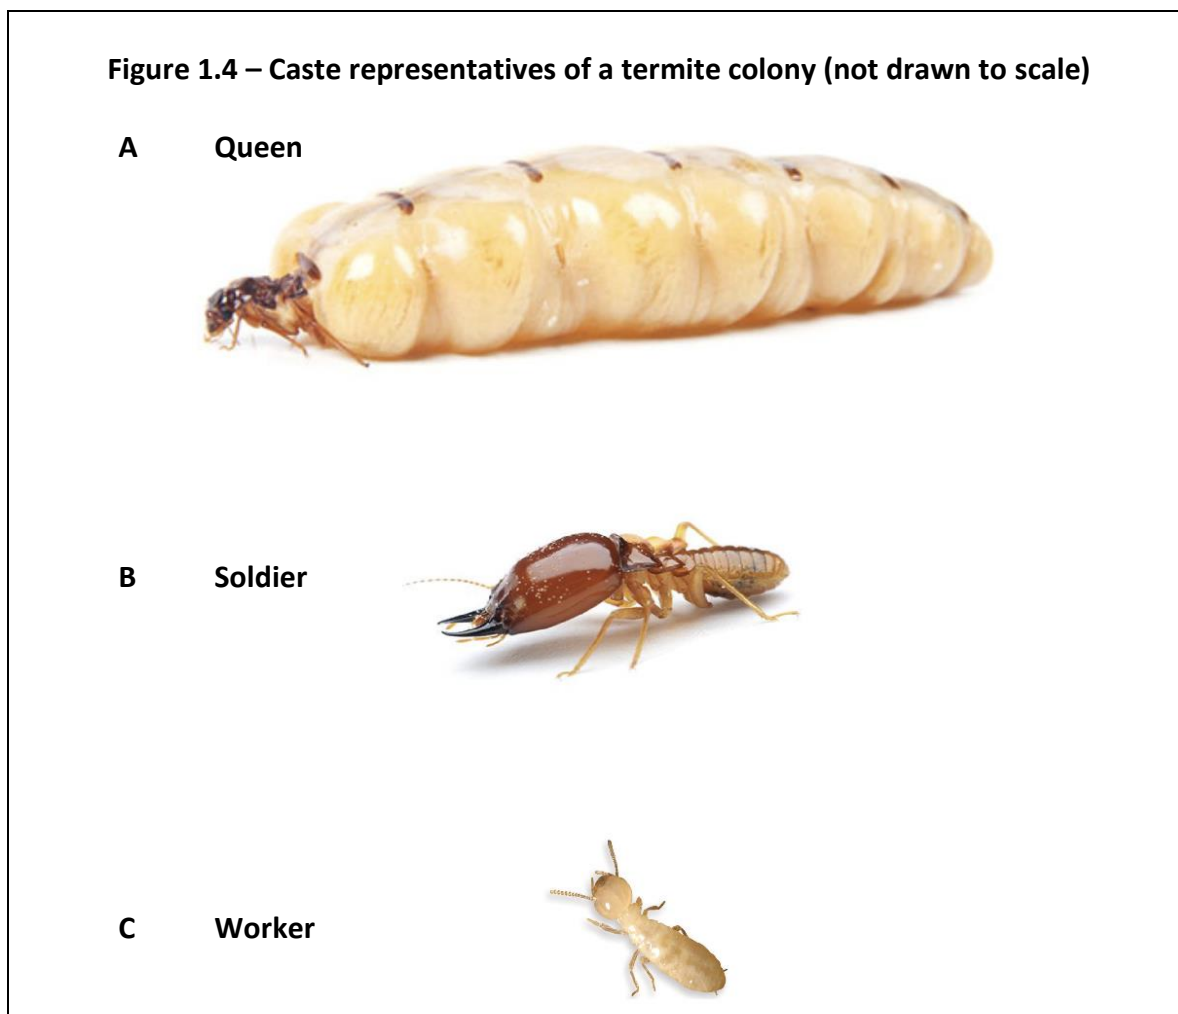 Figure 1.4 – Caste representatives of a termite colony (not drawn to scale)
A Queen
B Soldier
C Worker